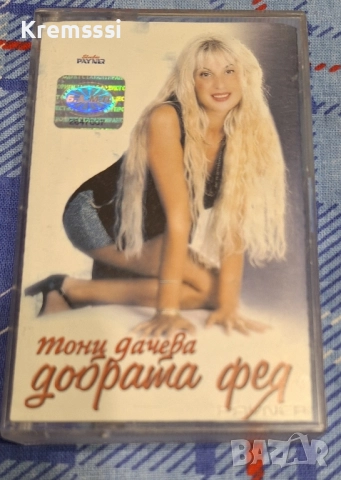 Kremsssi
PAYNER
тони дачева
добрата фея
BAZAR